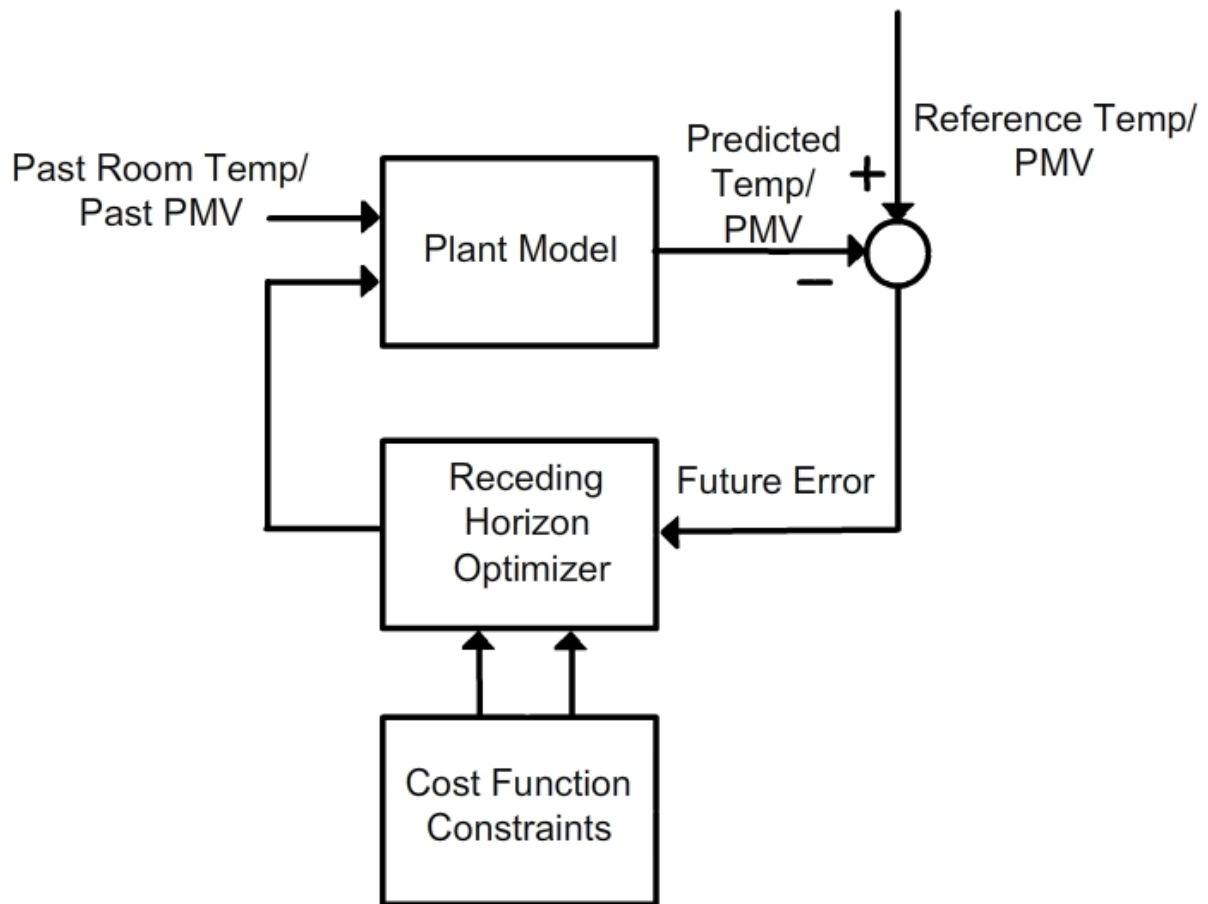 Past Room Temp/
Past PMV
Plant Model
Predicted
Temp/
PMV
+
−
Reference Temp/
PMV
Receding
Horizon
Optimizer
Future Error
Cost Function
Constraints